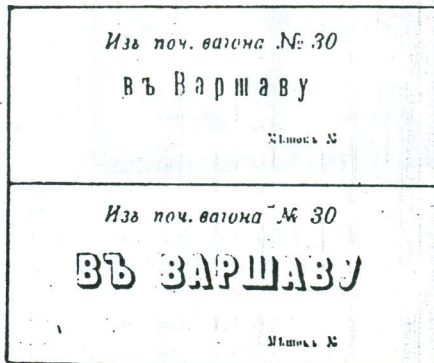 Изъ поч. вагона № 30
въ Варшаву
Мѣшокъ №
Изъ поч. вагона № 30
ВЪ ВАРШАВУ
Мѣшокъ №